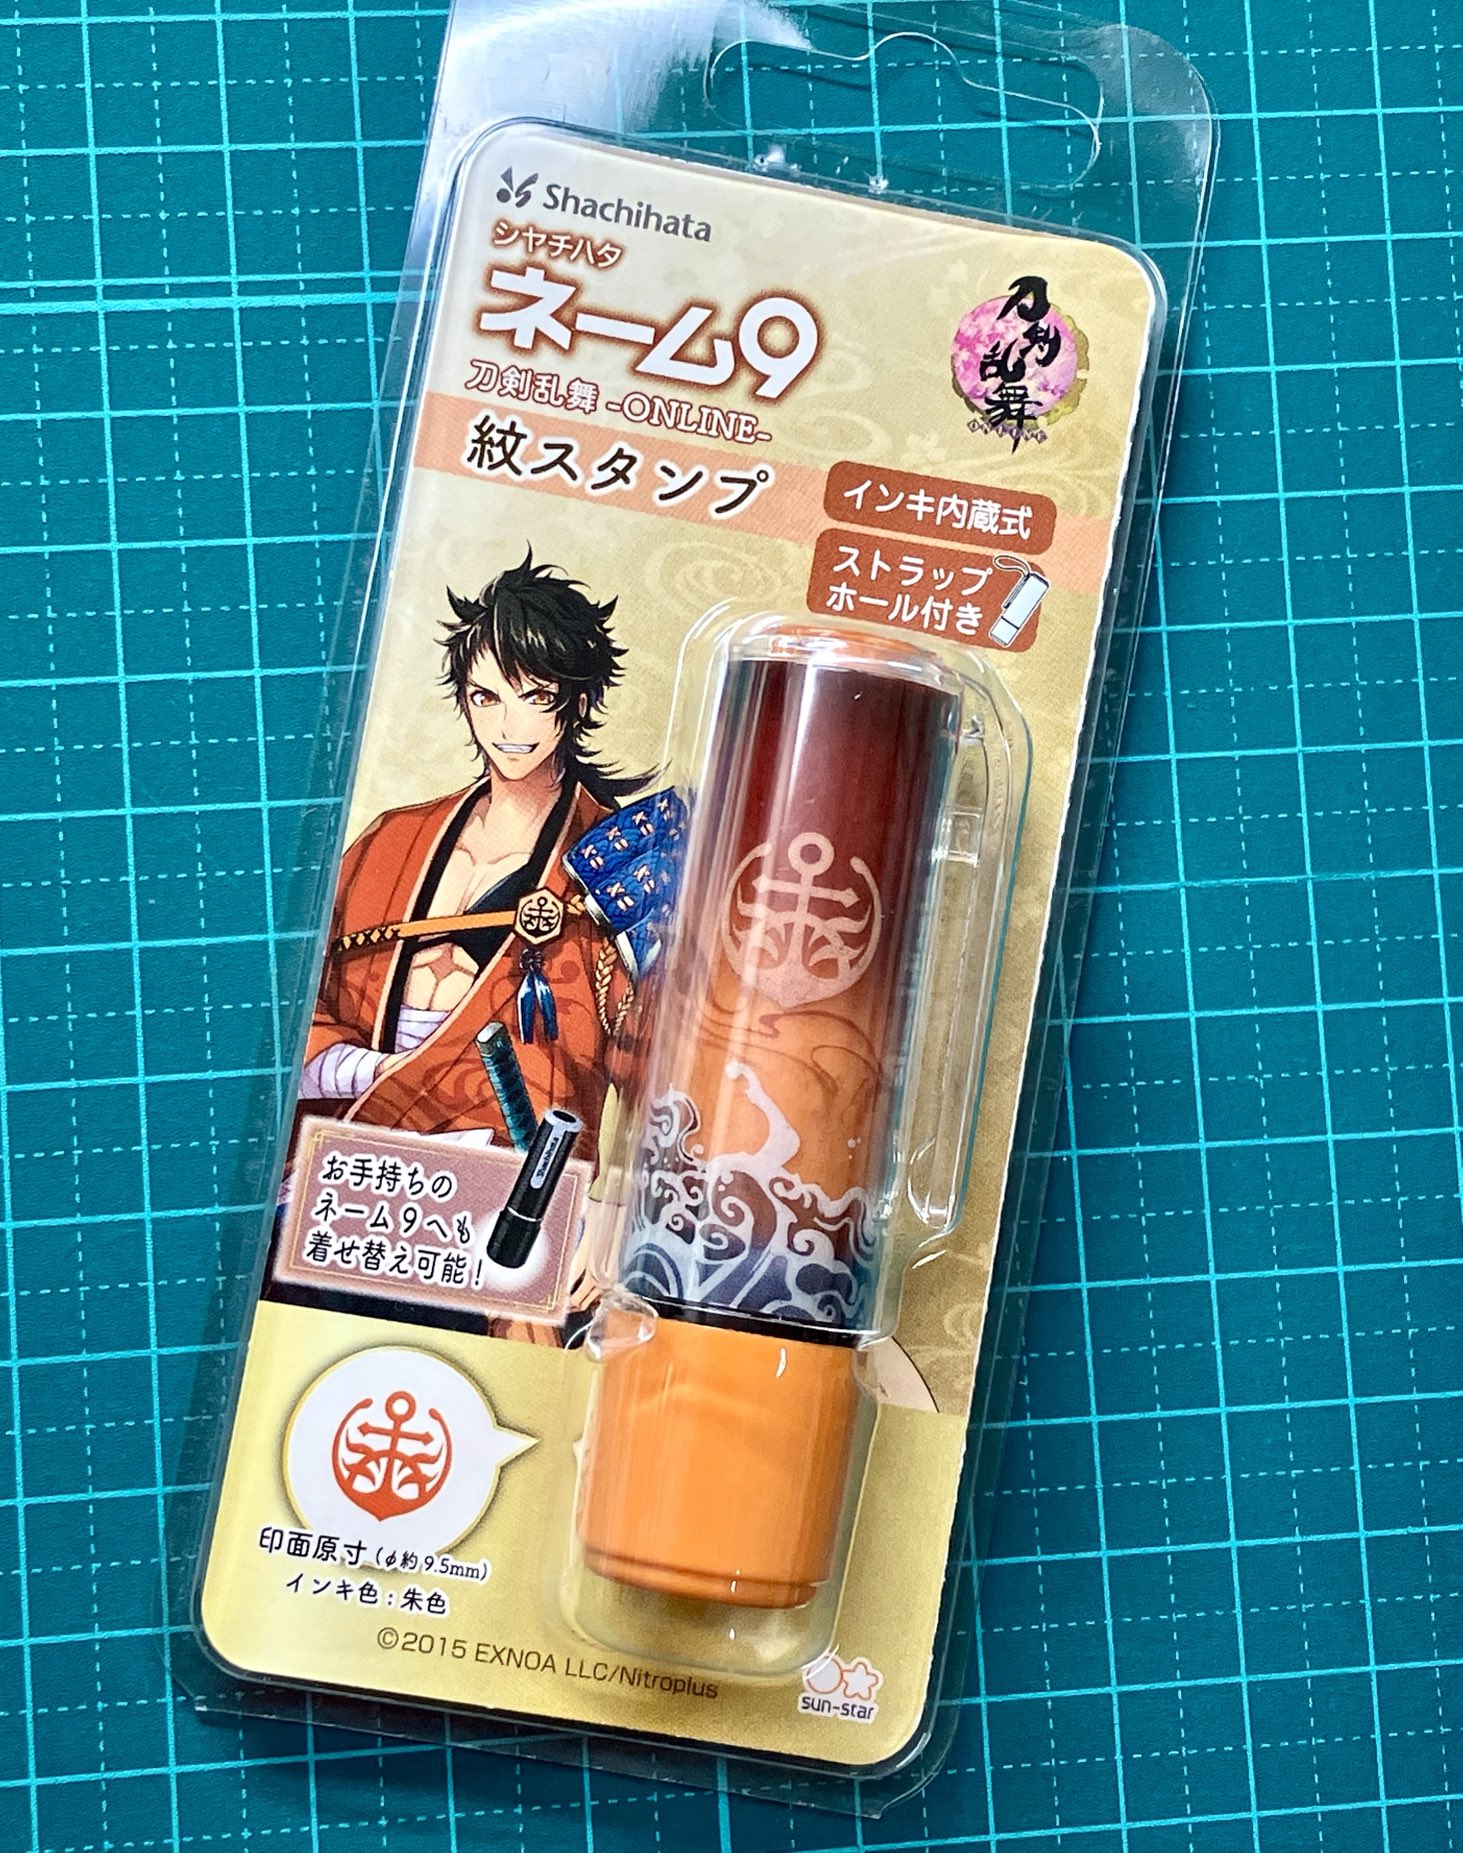 Shachihata
シヤチハタ
ネーム9
刀剣乱舞 -ONLINE-
紋スタンプ
刀剣乱舞
ONLINE
インキ内蔵式
ストラップ
ホール付き
お手持ちの
ネーム9へも
着せ替え可能!
印面原寸(φ約9.5mm)
インキ色:朱色
©2015 EXNOA LLC/Nitroplus
sun-star